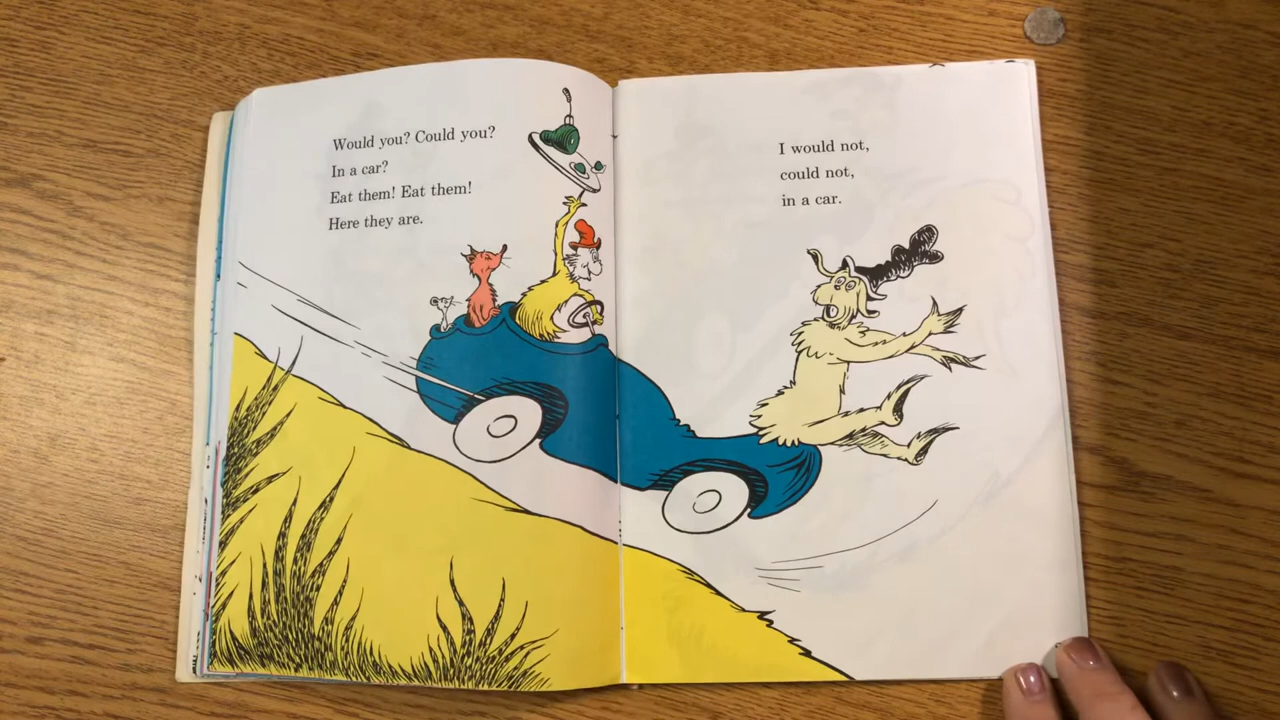 Would you? Could you?
In a car?
Eat them! Eat them!
Here they are.
I would not,
could not,
in a car.